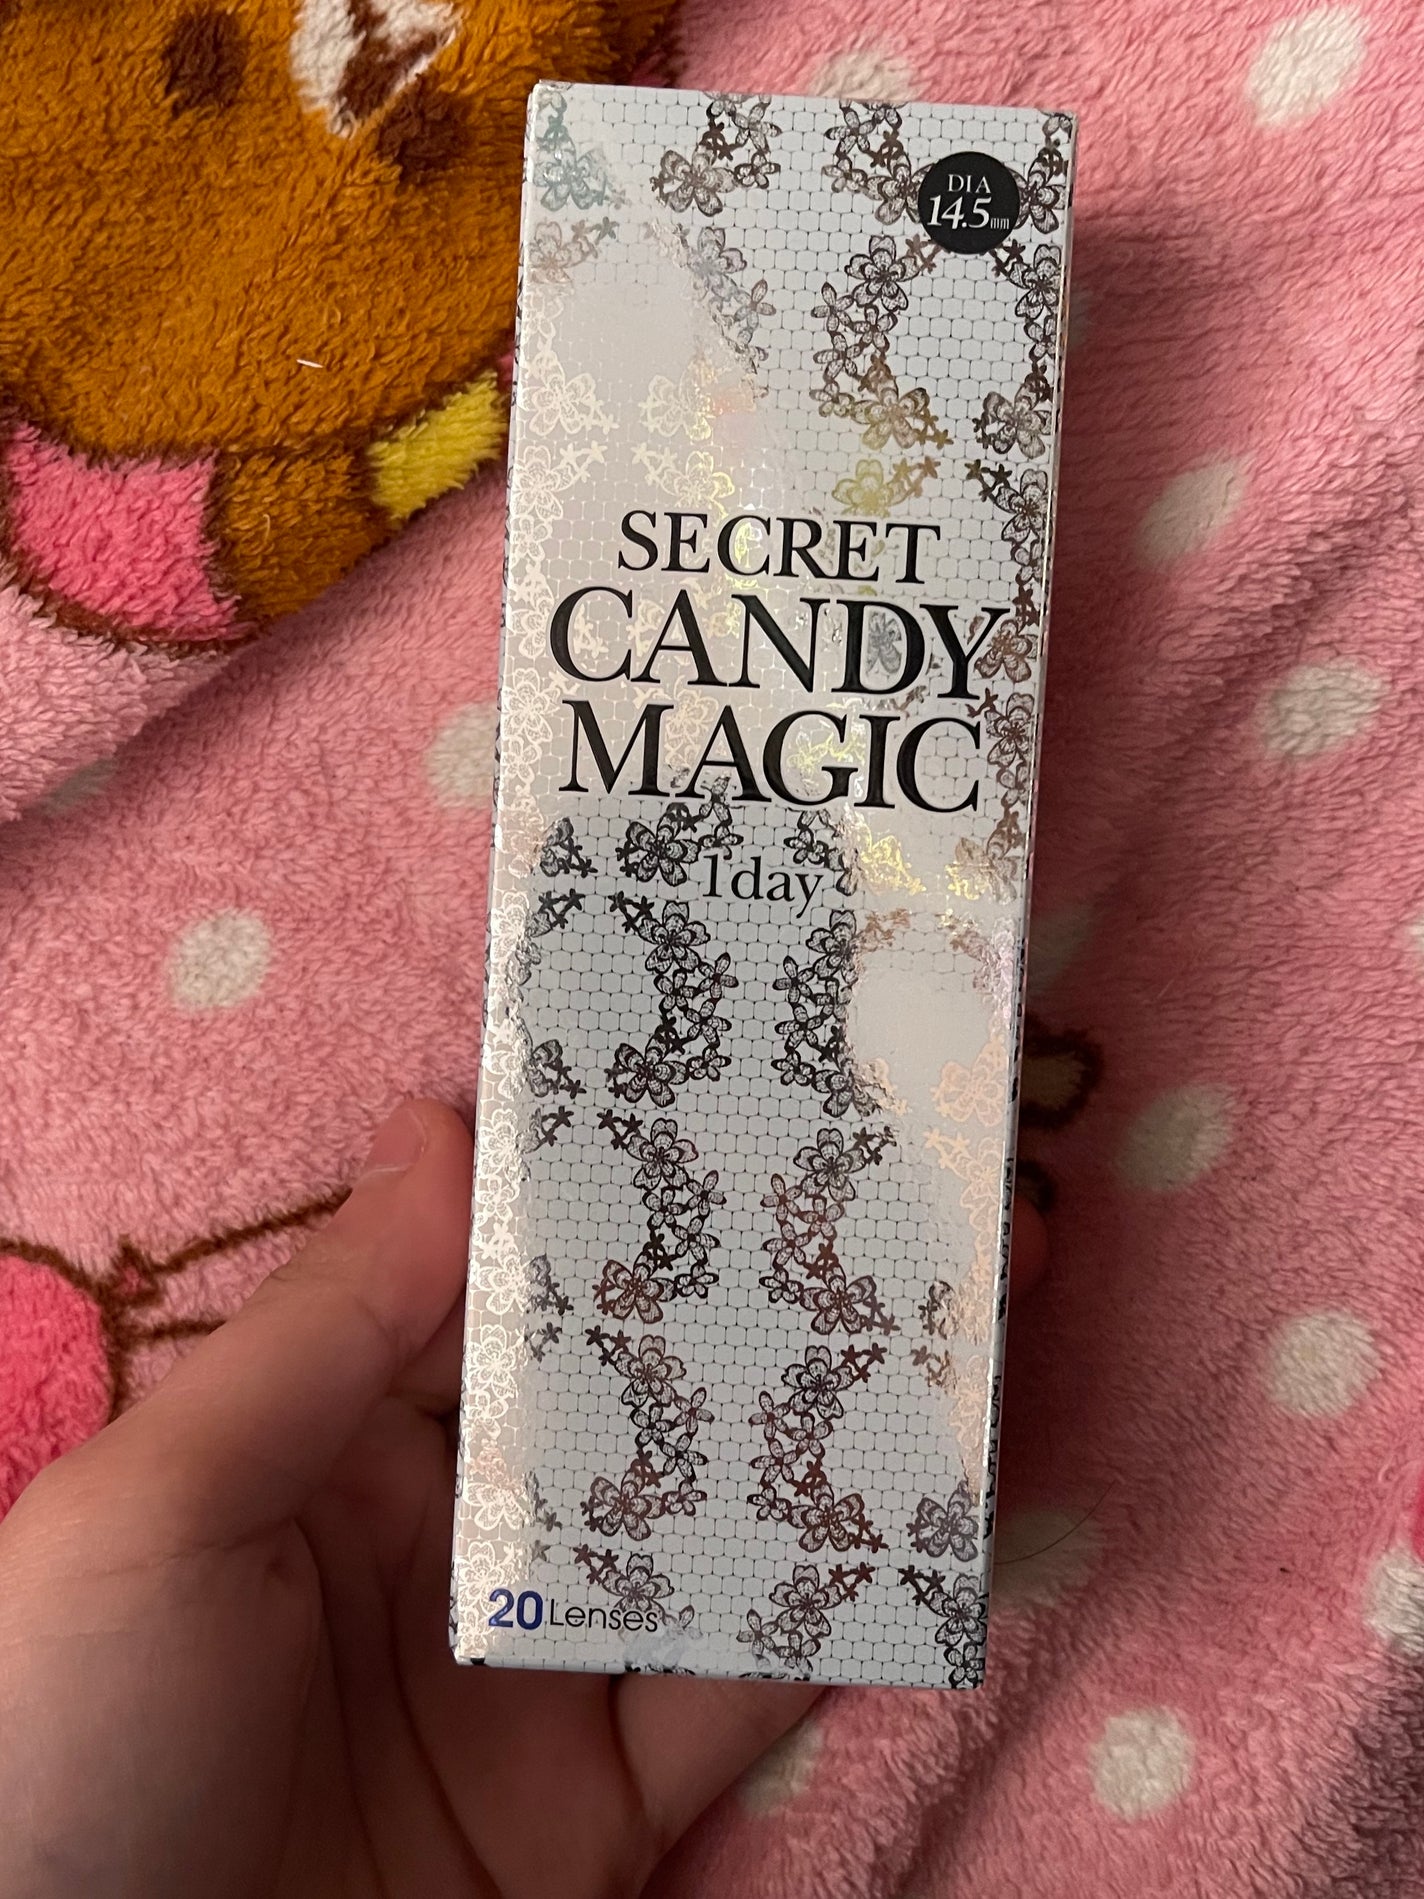 DIA
14.5mm
SECRET
CANDY
MAGIC
1day
20 Lenses